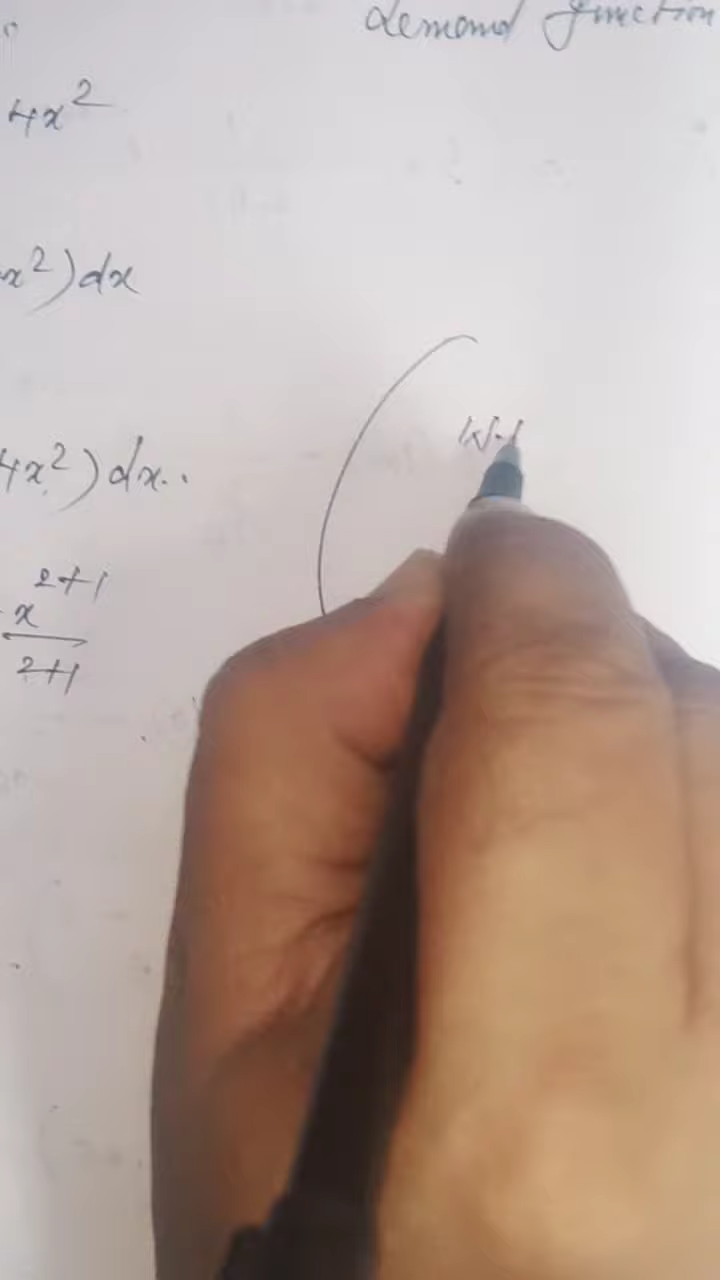 demand function
4x²
x²)dx
4x²) dx..
x^{2+1}
2+1